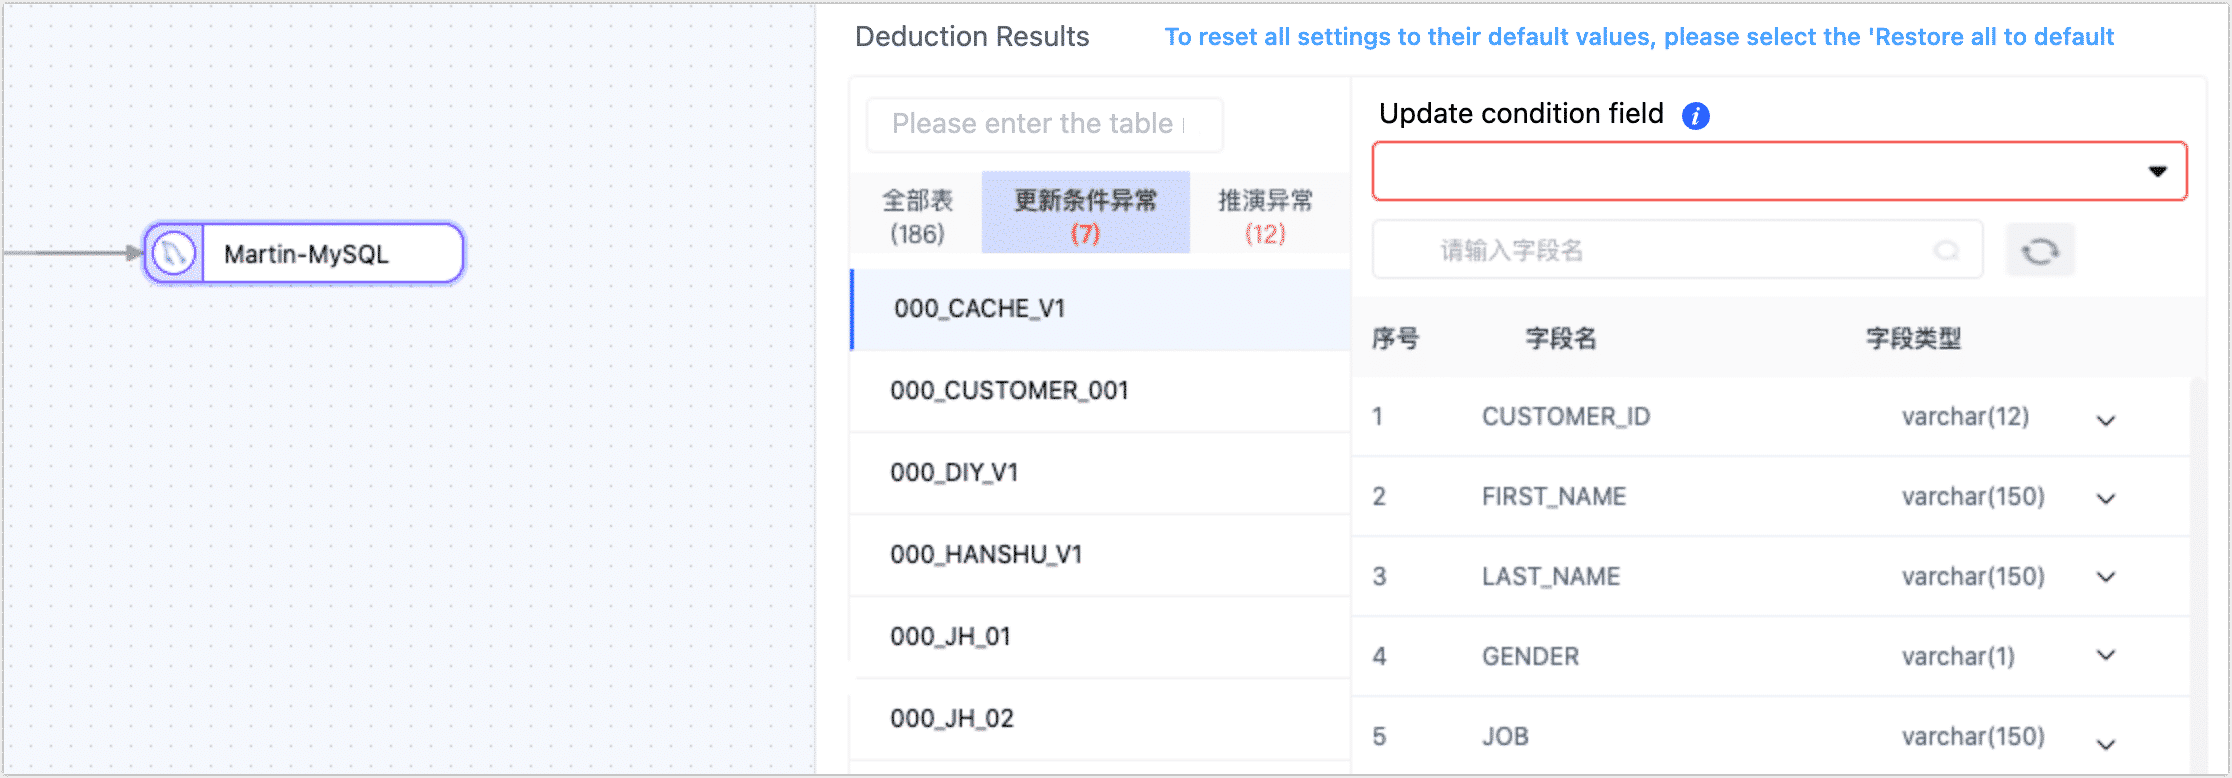 Deduction Results
To reset all settings to their default values, please select the 'Restore all to default
Martin-MySQL
Please enter the table
全部表
(186)
更新条件异常
(7)
推演异常
(12)
000_CACHE_V1
000_CUSTOMER_001
000_DIY_V1
000_HANSHU_V1
000_JH_01
000_JH_02
Update condition field
请输入字段名
序号 字段名 字段类型
1 CUSTOMER_ID varchar(12)
2 FIRST_NAME varchar(150)
3 LAST_NAME varchar(150)
4 GENDER varchar(1)
5 JOB varchar(150)